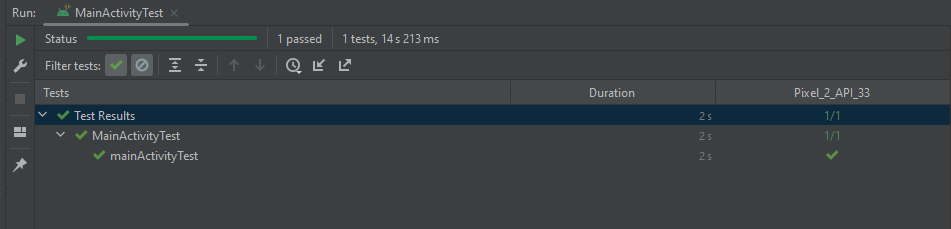 Run: MainActivityTest
Status 1 passed 1 tests, 14 s 213 ms
Filter tests:
Tests Duration Pixel_2_API_33
Test Results 2 s 1/1
MainActivityTest 2 s 1/1
mainActivityTest 2 s